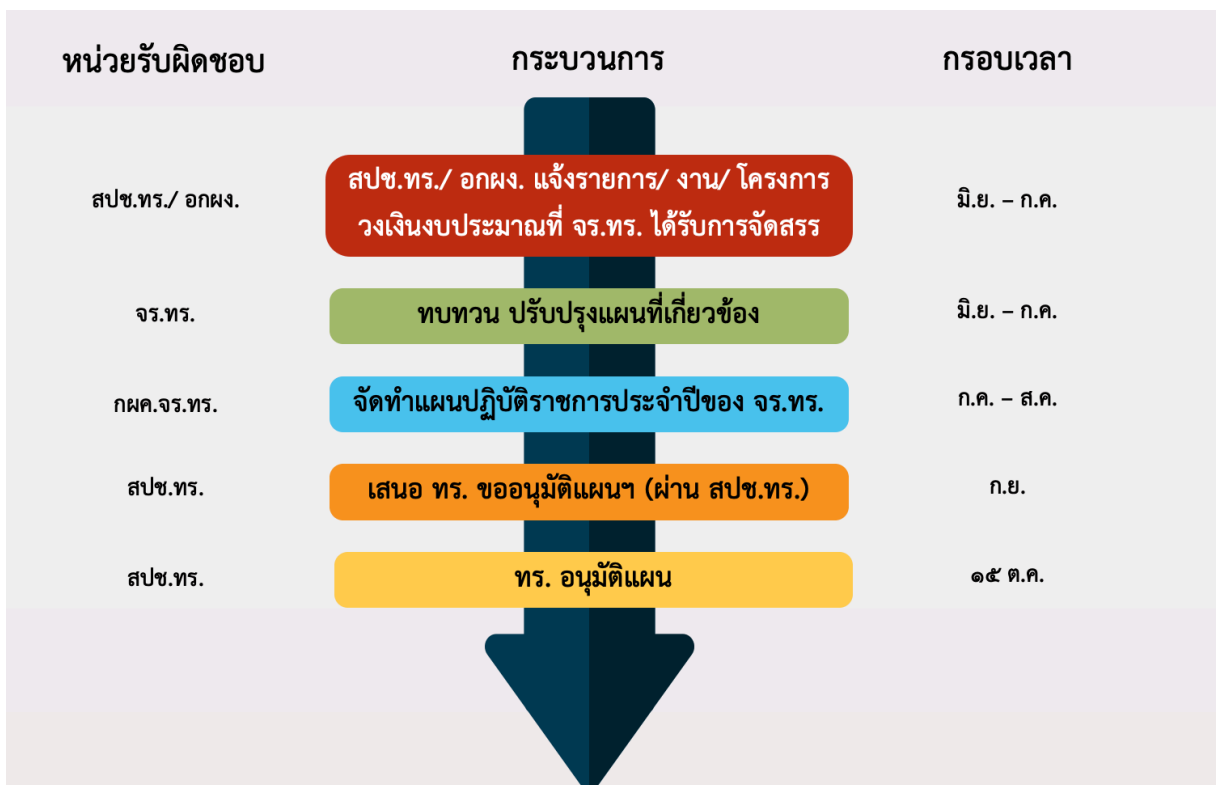 หน่วยรับผิดชอบ กระบวนการ กรอบเวลา
สปช.ทร./ อกผง. สปช.ทร./ อกผง. แจ้งรายการ/ งาน/ โครงการ มิ.ย. – ก.ค.
วงเงินงบประมาณที่ จร.ทร. ได้รับการจัดสรร
จร.ทร. ทบทวน ปรับปรุงแผนที่เกี่ยวข้อง มิ.ย. – ก.ค.
กผค.จร.ทร. จัดทำแผนปฏิบัติราชการประจำปีของ จร.ทร. ก.ค. – ส.ค.
สปช.ทร. เสนอ ทร. ขออนุมัติแผนฯ (ผ่าน สปช.ทร.) ก.ย.
สปช.ทร. ทร. อนุมัติแผน ๑๕ ต.ค.